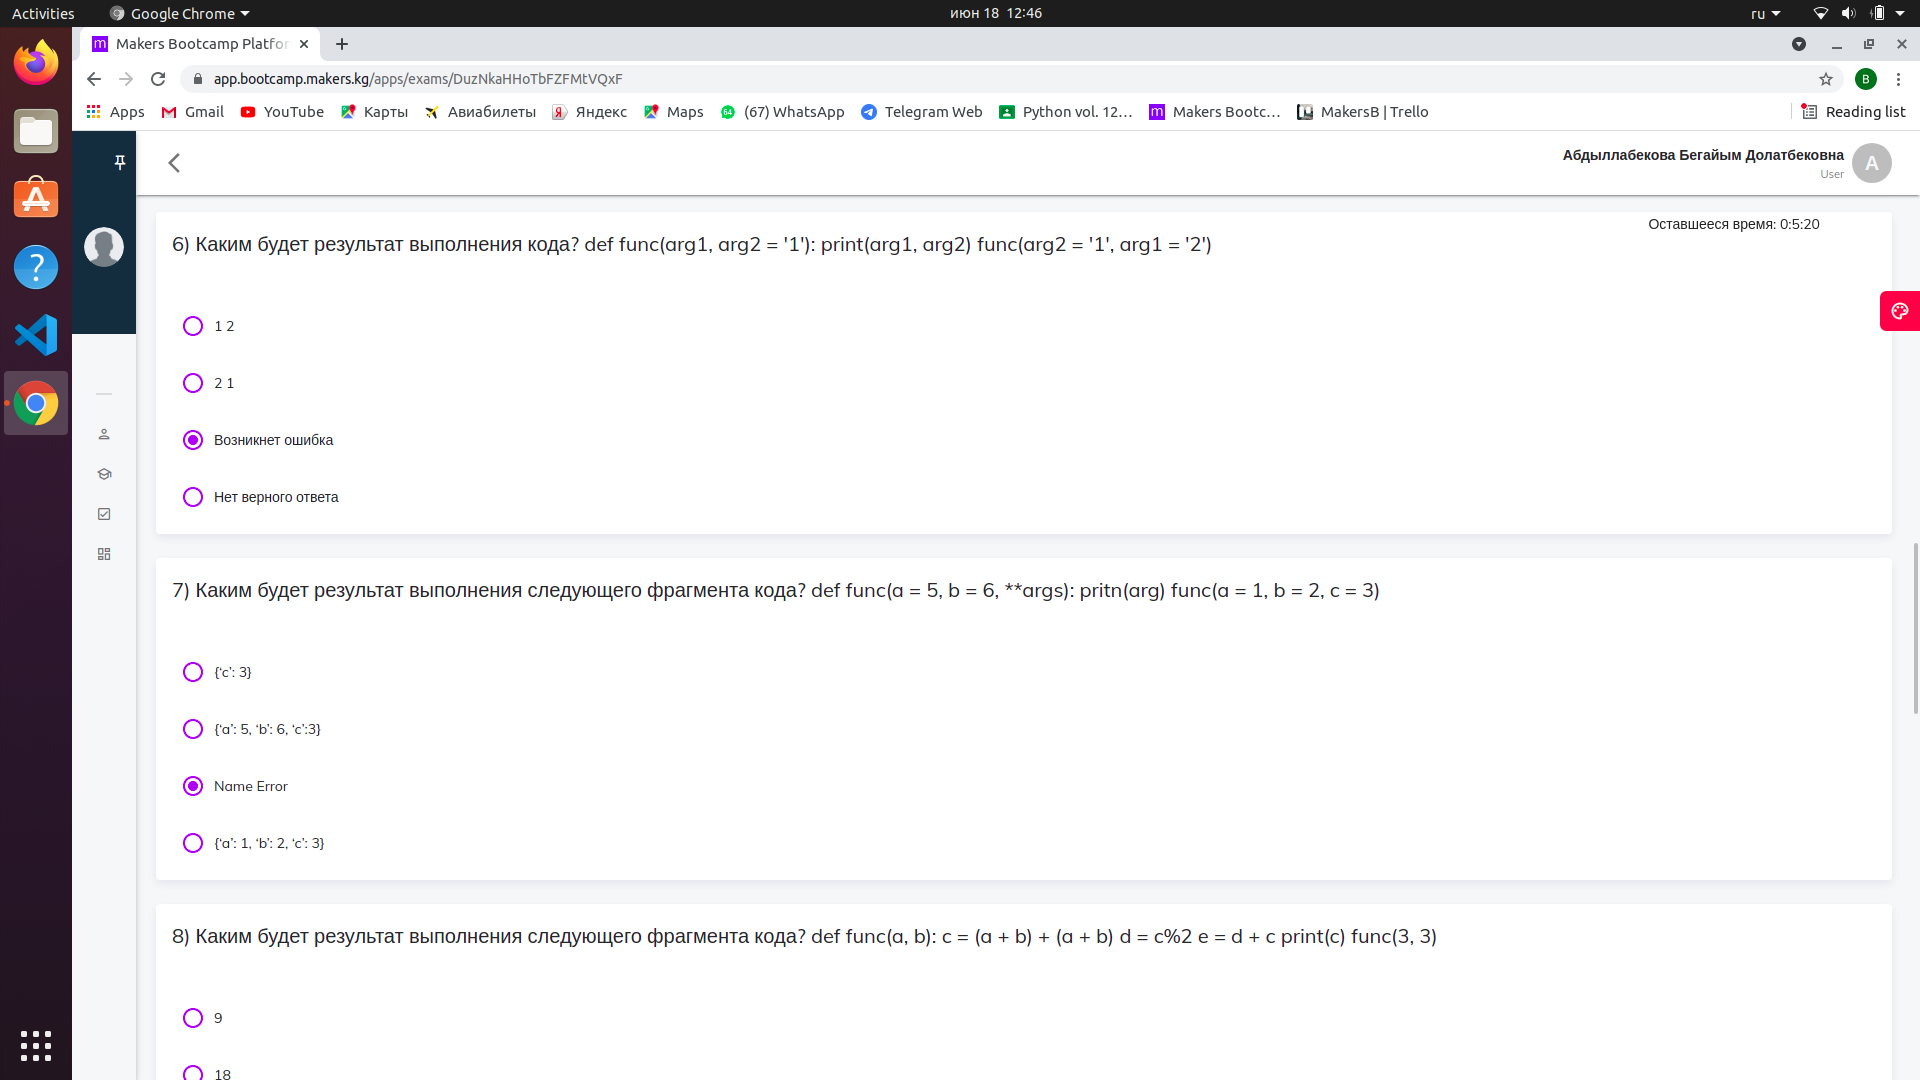 Activities
Google Chrome
июн 18 12:46
ru
Makers Bootcamp Platfor
app.bootcamp.makers.kg/apps/exams/DuzNkaHHoTbFZFMtVQxF
B
Apps
Gmail
YouTube
Карты
Авиабилеты
Яндекс
Maps
(67) WhatsApp
Telegram Web
Python vol. 12...
Makers Bootc...
MakersB | Trello
Reading list
Абдыллабекова Бегайым Долатбековна
User
A
Оставшееся время: 0:5:20
6) Каким будет результат выполнения кода? def func(arg1, arg2 = '1'): print(arg1, arg2) func(arg2 = '1', arg1 = '2')
1 2
2 1
Возникнет ошибка
Нет верного ответа
7) Каким будет результат выполнения следующего фрагмента кода? def func(a = 5, b = 6, **args): pritn(arg) func(a = 1, b = 2, c = 3)
{‘c’: 3}
{‘a’: 5, ‘b’: 6, ‘c’:3}
Name Error
{‘a’: 1, ‘b’: 2, ‘c’: 3}
8) Каким будет результат выполнения следующего фрагмента кода? def func(a, b): c = (a + b) + (a + b) d = c%2 e = d + c print(c) func(3, 3)
9
18